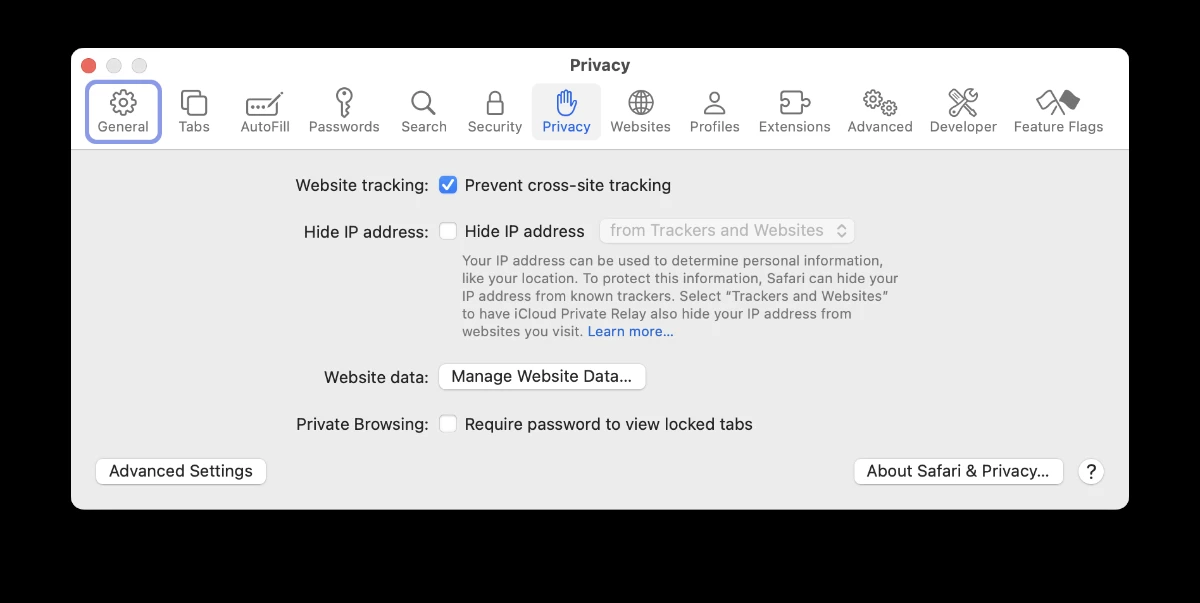 Privacy
General Tabs AutoFill Passwords Search Security Privacy Websites Profiles Extensions Advanced Developer Feature Flags
Website tracking: Prevent cross-site tracking
Hide IP address: Hide IP address from Trackers and Websites
Your IP address can be used to determine personal information,
like your location. To protect this information, Safari can hide your
IP address from known trackers. Select “Trackers and Websites”
to have iCloud Private Relay also hide your IP address from
websites you visit. Learn more…
Website data: Manage Website Data…
Private Browsing: Require password to view locked tabs
Advanced Settings About Safari & Privacy… ?